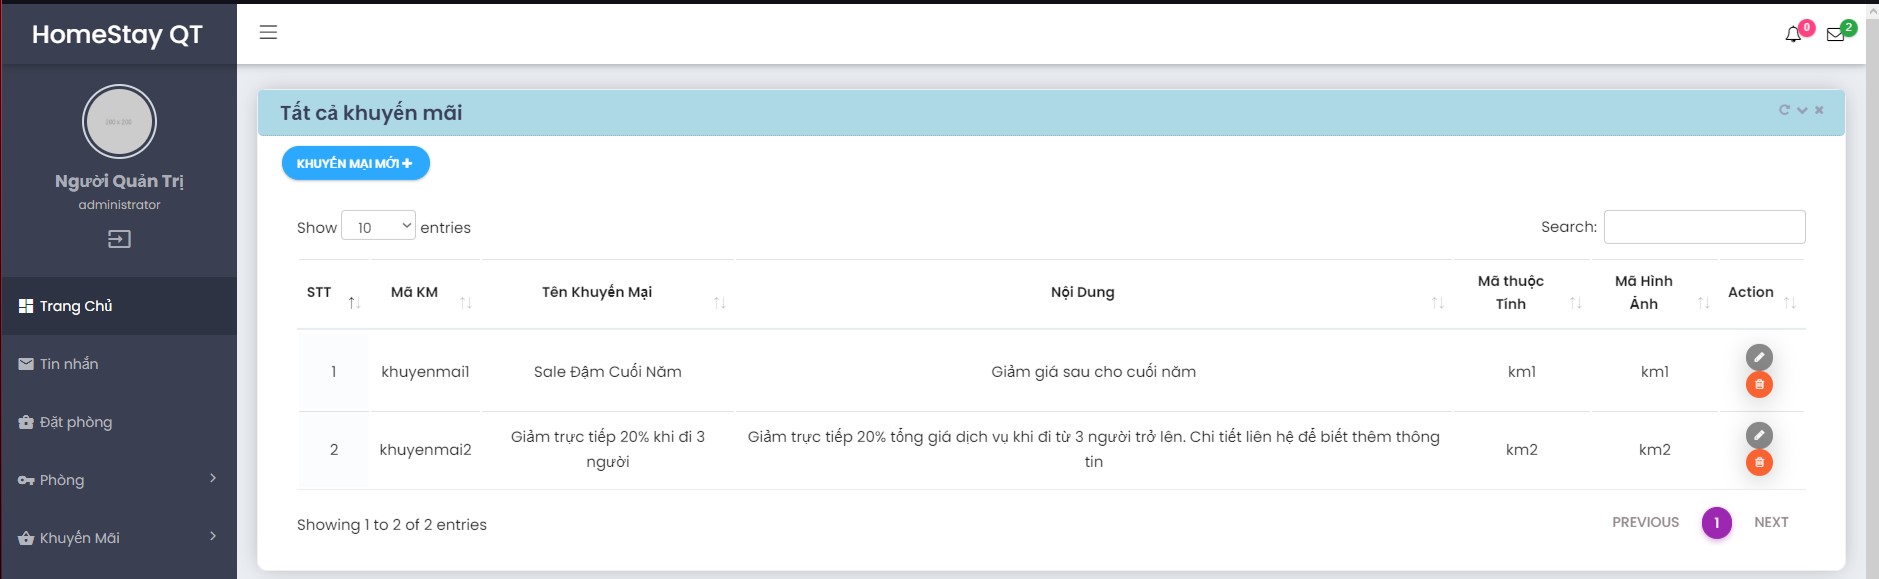 HomeStay QT
0
2
Người Quản Trị
administrator
Trang Chủ
Tin nhắn
Đặt phòng
Phòng
Khuyến Mãi
Tất cả khuyến mãi
KHUYẾN MẠI MỚI
Show 10 entries
Search:
STT Mã KM Tên Khuyến Mại Nội Dung Mã thuộc Tính Mã Hình Ảnh Action
1 khuyenmai1 Sale Đậm Cuối Năm Giảm giá sau cho cuối năm km1 km1
2 khuyenmai2 Giảm trực tiếp 20% khi đi 3 người Giảm trực tiếp 20% tổng giá dịch vụ khi đi từ 3 người trở lên. Chi tiết liên hệ để biết thêm thông tin km2 km2
Showing 1 to 2 of 2 entries
PREVIOUS 1 NEXT